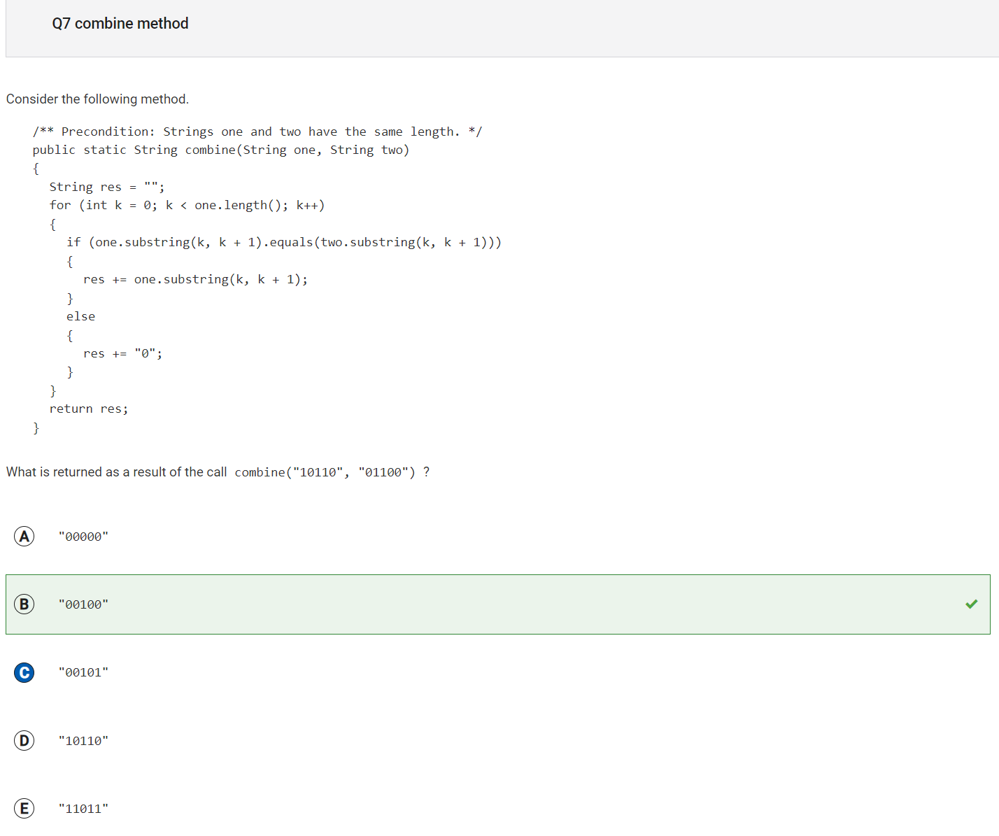 Q7 combine method
Consider the following method.
/** Precondition: Strings one and two have the same length. */
public static String combine(String one, String two)
{
String res = "";
for (int k = 0; k < one.length(); k++)
{
if (one.substring(k, k + 1).equals(two.substring(k, k + 1)))
{
res += one.substring(k, k + 1);
}
else
{
res += "0";
}
}
return res;
}
What is returned as a result of the call combine("10110", "01100") ?
A "00000"
B "00100"
C "00101"
D "10110"
E "11011"